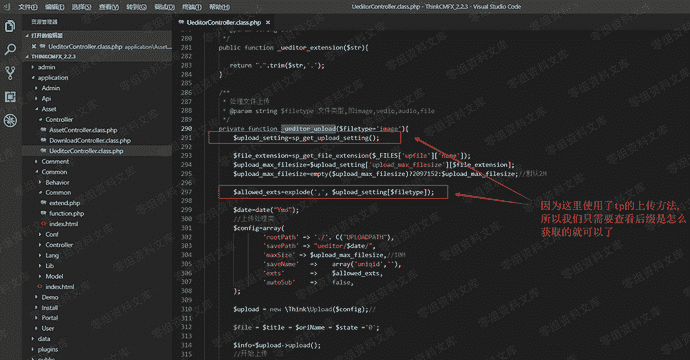 文件(F) 编辑(E) 选择(S) 查看(V) 转到(G) 调试(D) 任务(T) 帮助(H)
UeditorController.class.php - ThinkCMFX_2.2.3 - Visual Studio Code
资源管理器
打开的编辑器
UeditorController.class.php application\Asset...
THINKCMFX_2.2.3
admin
application
Admin
Api
Asset
Controller
AssetController.class.php
DownloadController.class.php
UeditorController.class.php
Comment
Common
Behavior
Common
extend.php
function.php
index.html
Conf
Controller
Lang
Lib
Model
index.html
Demo
Install
Portal
User
data
plugins
public
UeditorController.class.php ×
281 */
282 public function _ueditor_extension($str){
283
284 return ".".trim($str,'.');
285 }
286
287 /**
288 * 处理文件上传
289 * @param string $filetype 文件类型,如image,vedio,audio,file
290 */
private function _ueditor_upload($filetype='image'){
291 $upload_setting=sp_get_upload_setting();
292
293 $file_extension=sp_get_file_extension($_FILES['upfile']['name']);
294 $upload_max_filesize=$upload_setting['upload_max_filesize'][$file_extension];
295 $upload_max_filesize=empty($upload_max_filesize)?2097152:$upload_max_filesize;//默认2M
296
297 $allowed_exts=explode(',', $upload_setting[$filetype]);
298
299 $date=date("Ymd");
300 //上传处理类
301 $config=array(
302 'rootPath' => './'. C("UPLOADPATH"),
303 'savePath' => "ueditor/$date/",
304 'maxSize' => $upload_max_filesize,//10M
305 'saveName' => array('uniqid',''),
306 'exts' => $allowed_exts,
307 'autoSub' => false,
308 );
309
310 $upload = new \Think\Upload($config);//
311
312 $file = $title = $oriName = $state ='0';
313
314 $info=$upload->upload();
315 //开始上传
因为这里使用了tp的上传方法,
所以我们只需要查看后缀是怎么
获取的就可以了